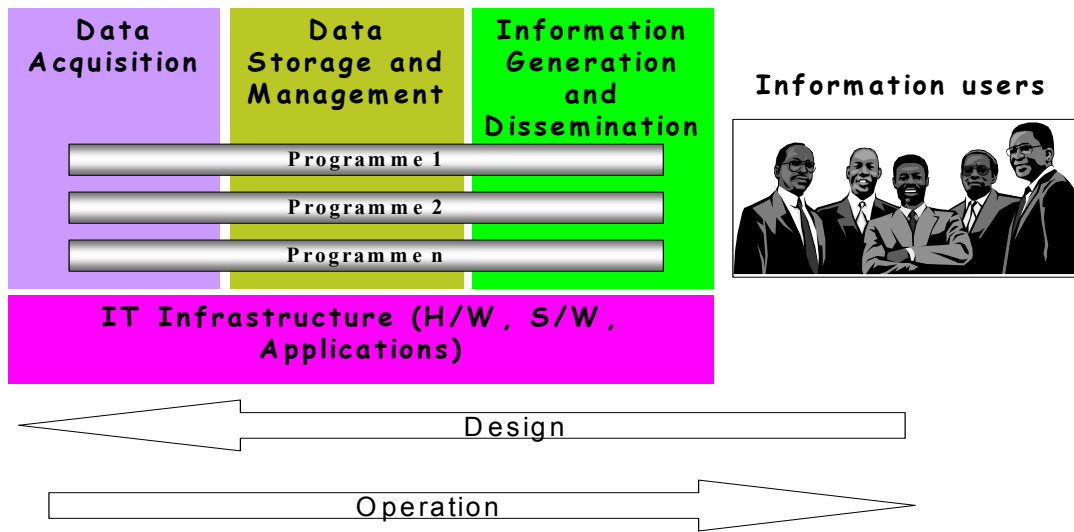 Data
Acquisition
Data
Storage and
Management
Information
Generation
and
Dissemination
Information users
Programme 1
Programme 2
Programme n
IT Infrastructure (H/W, S/W,
Applications)
Design
Operation